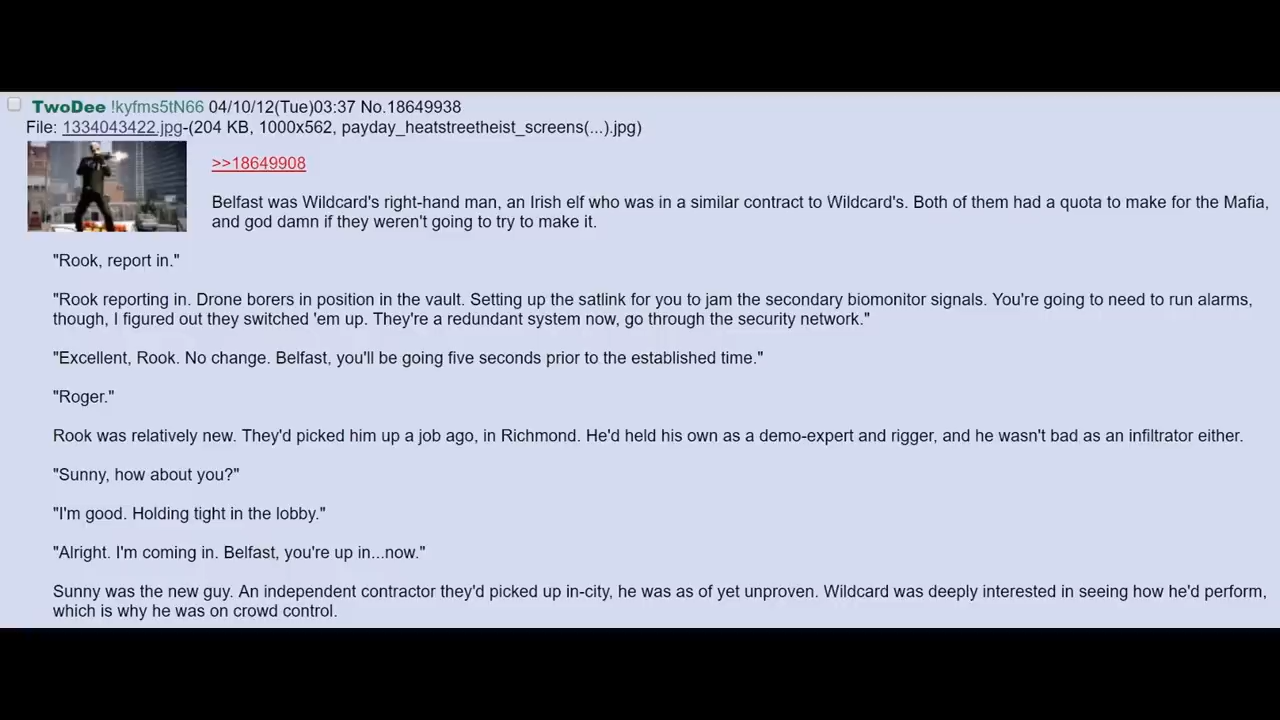 TwoDee !kyfms5tN66 04/10/12(Tue)03:37 No.18649938
File: 1334043422.jpg-(204 KB, 1000x562, payday_heatstreetheist_screens(...).jpg)
>>18649908
Belfast was Wildcard's right-hand man, an Irish elf who was in a similar contract to Wildcard's. Both of them had a quota to make for the Mafia,
and god damn if they weren't going to try to make it.
"Rook, report in."
"Rook reporting in. Drone borers in position in the vault. Setting up the satlink for you to jam the secondary biomonitor signals. You're going to need to run alarms,
though, I figured out they switched 'em up. They're a redundant system now, go through the security network."
"Excellent, Rook. No change. Belfast, you'll be going five seconds prior to the established time."
"Roger."
Rook was relatively new. They'd picked him up a job ago, in Richmond. He'd held his own as a demo-expert and rigger, and he wasn't bad as an infiltrator either.
"Sunny, how about you?"
"I'm good. Holding tight in the lobby."
"Alright. I'm coming in. Belfast, you're up in...now."
Sunny was the new guy. An independent contractor they'd picked up in-city, he was as of yet unproven. Wildcard was deeply interested in seeing how he'd perform,
which is why he was on crowd control.